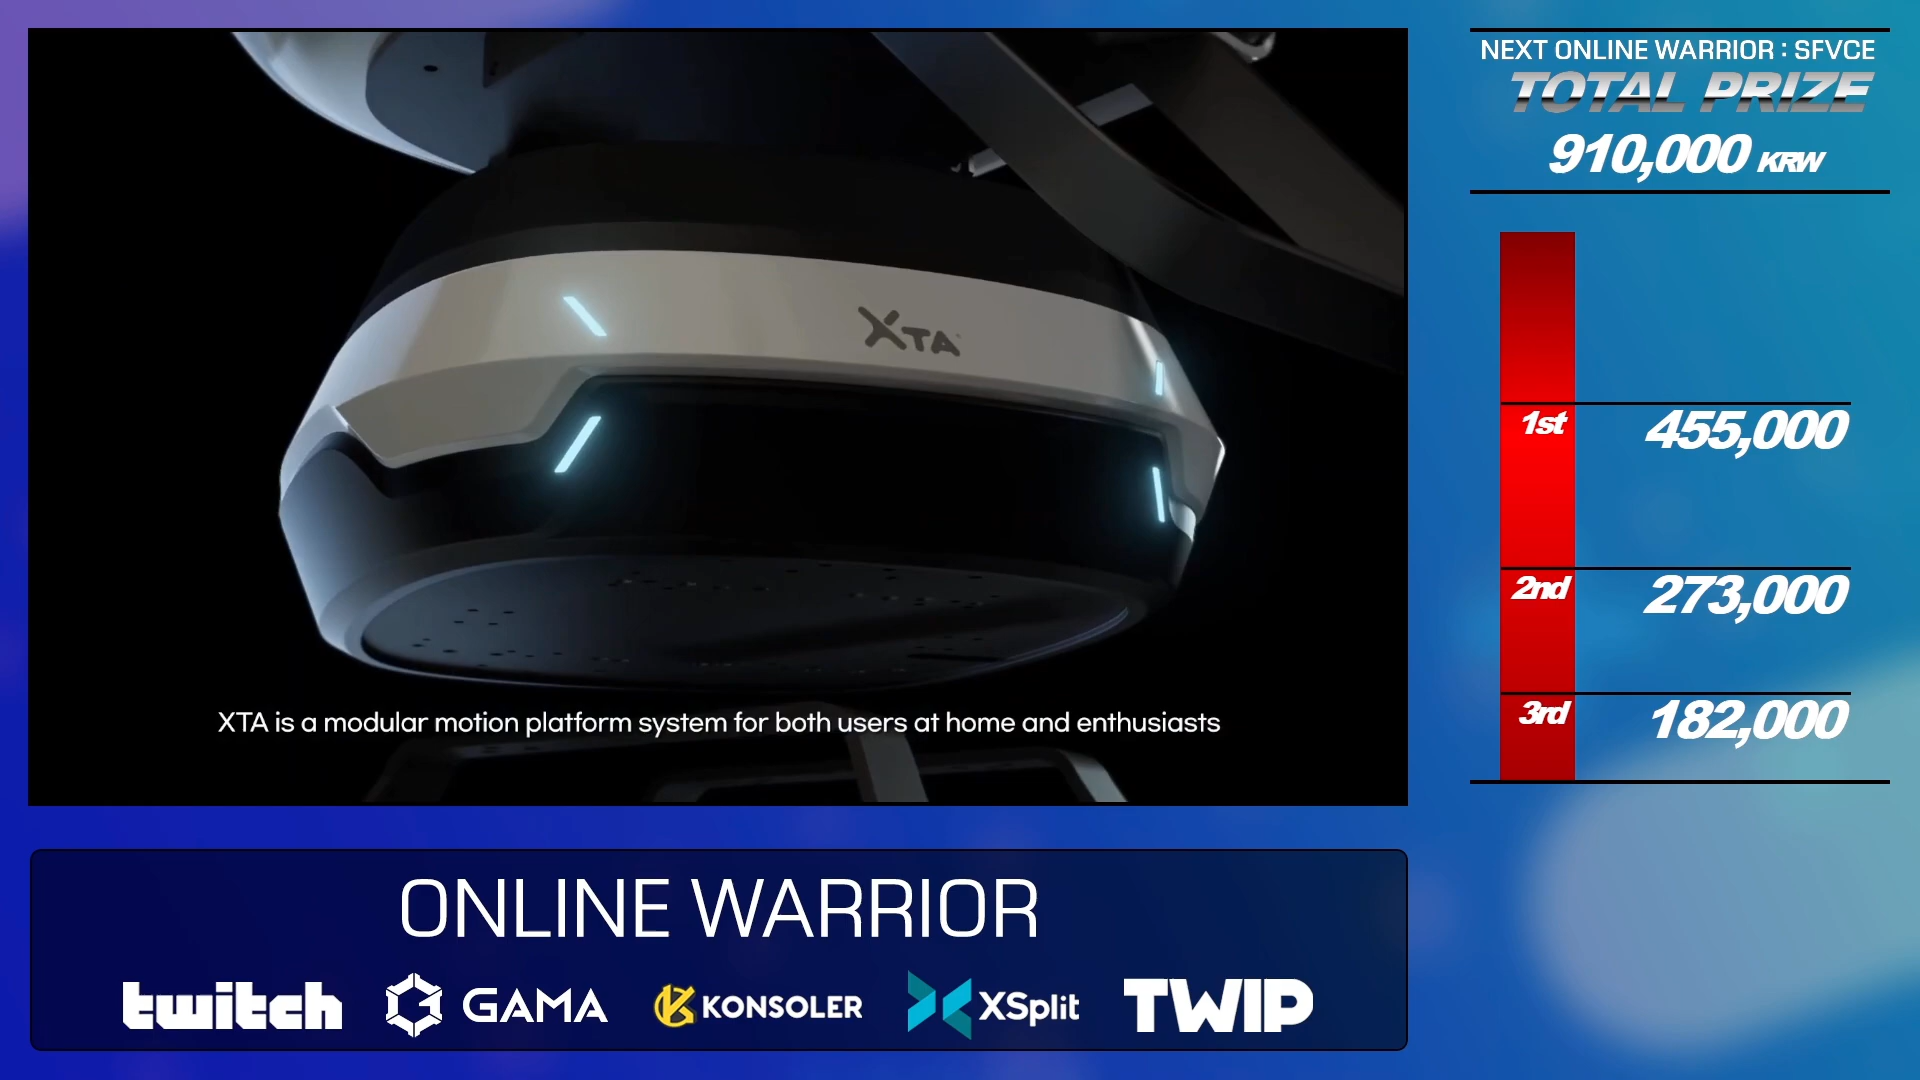 XTA
XTA is a modular motion platform system for both users at home and enthusiasts
NEXT ONLINE WARRIOR : SFVCE
TOTAL PRIZE
910,000 KRW
1st 455,000
2nd 273,000
3rd 182,000
ONLINE WARRIOR
twitch GAMA KONSOLER XSplit TWIP